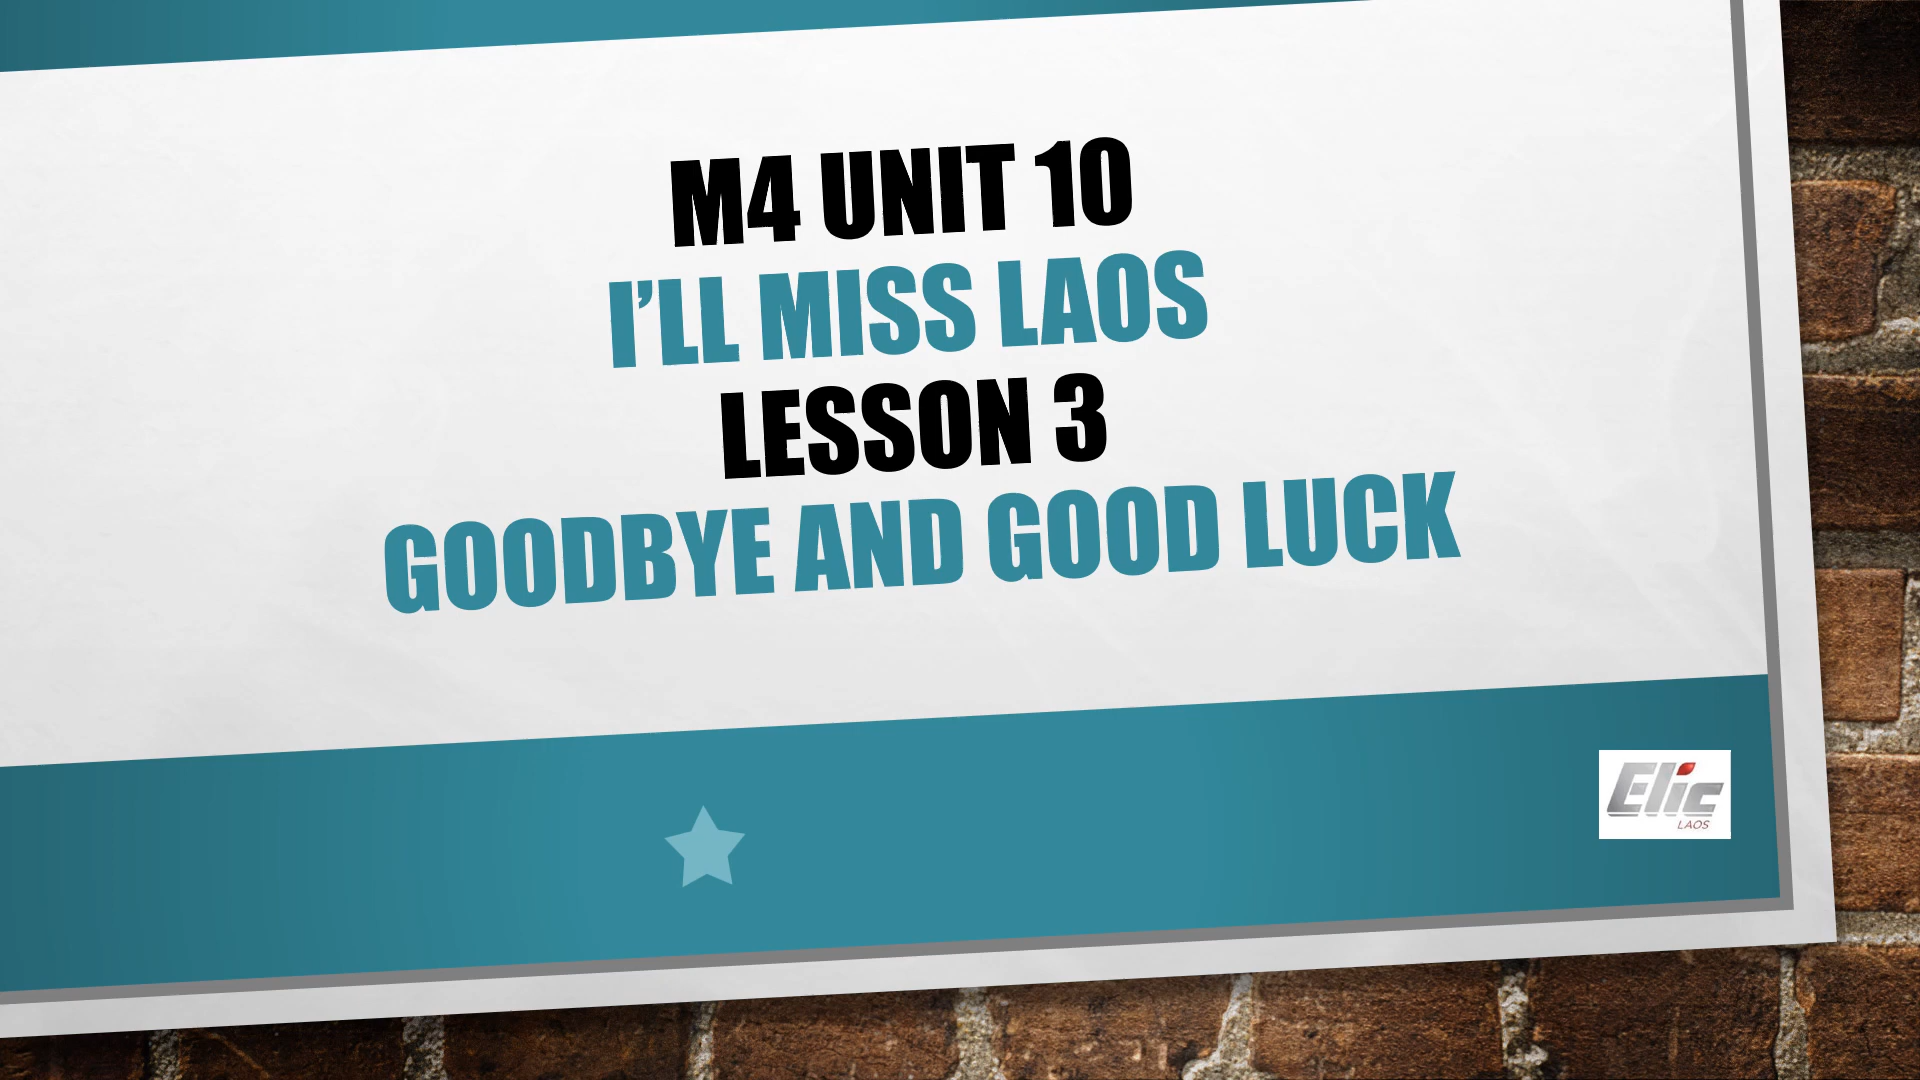 M4 UNIT 10
I’LL MISS LAOS
LESSON 3
GOODBYE AND GOOD LUCK
Elic
LAOS